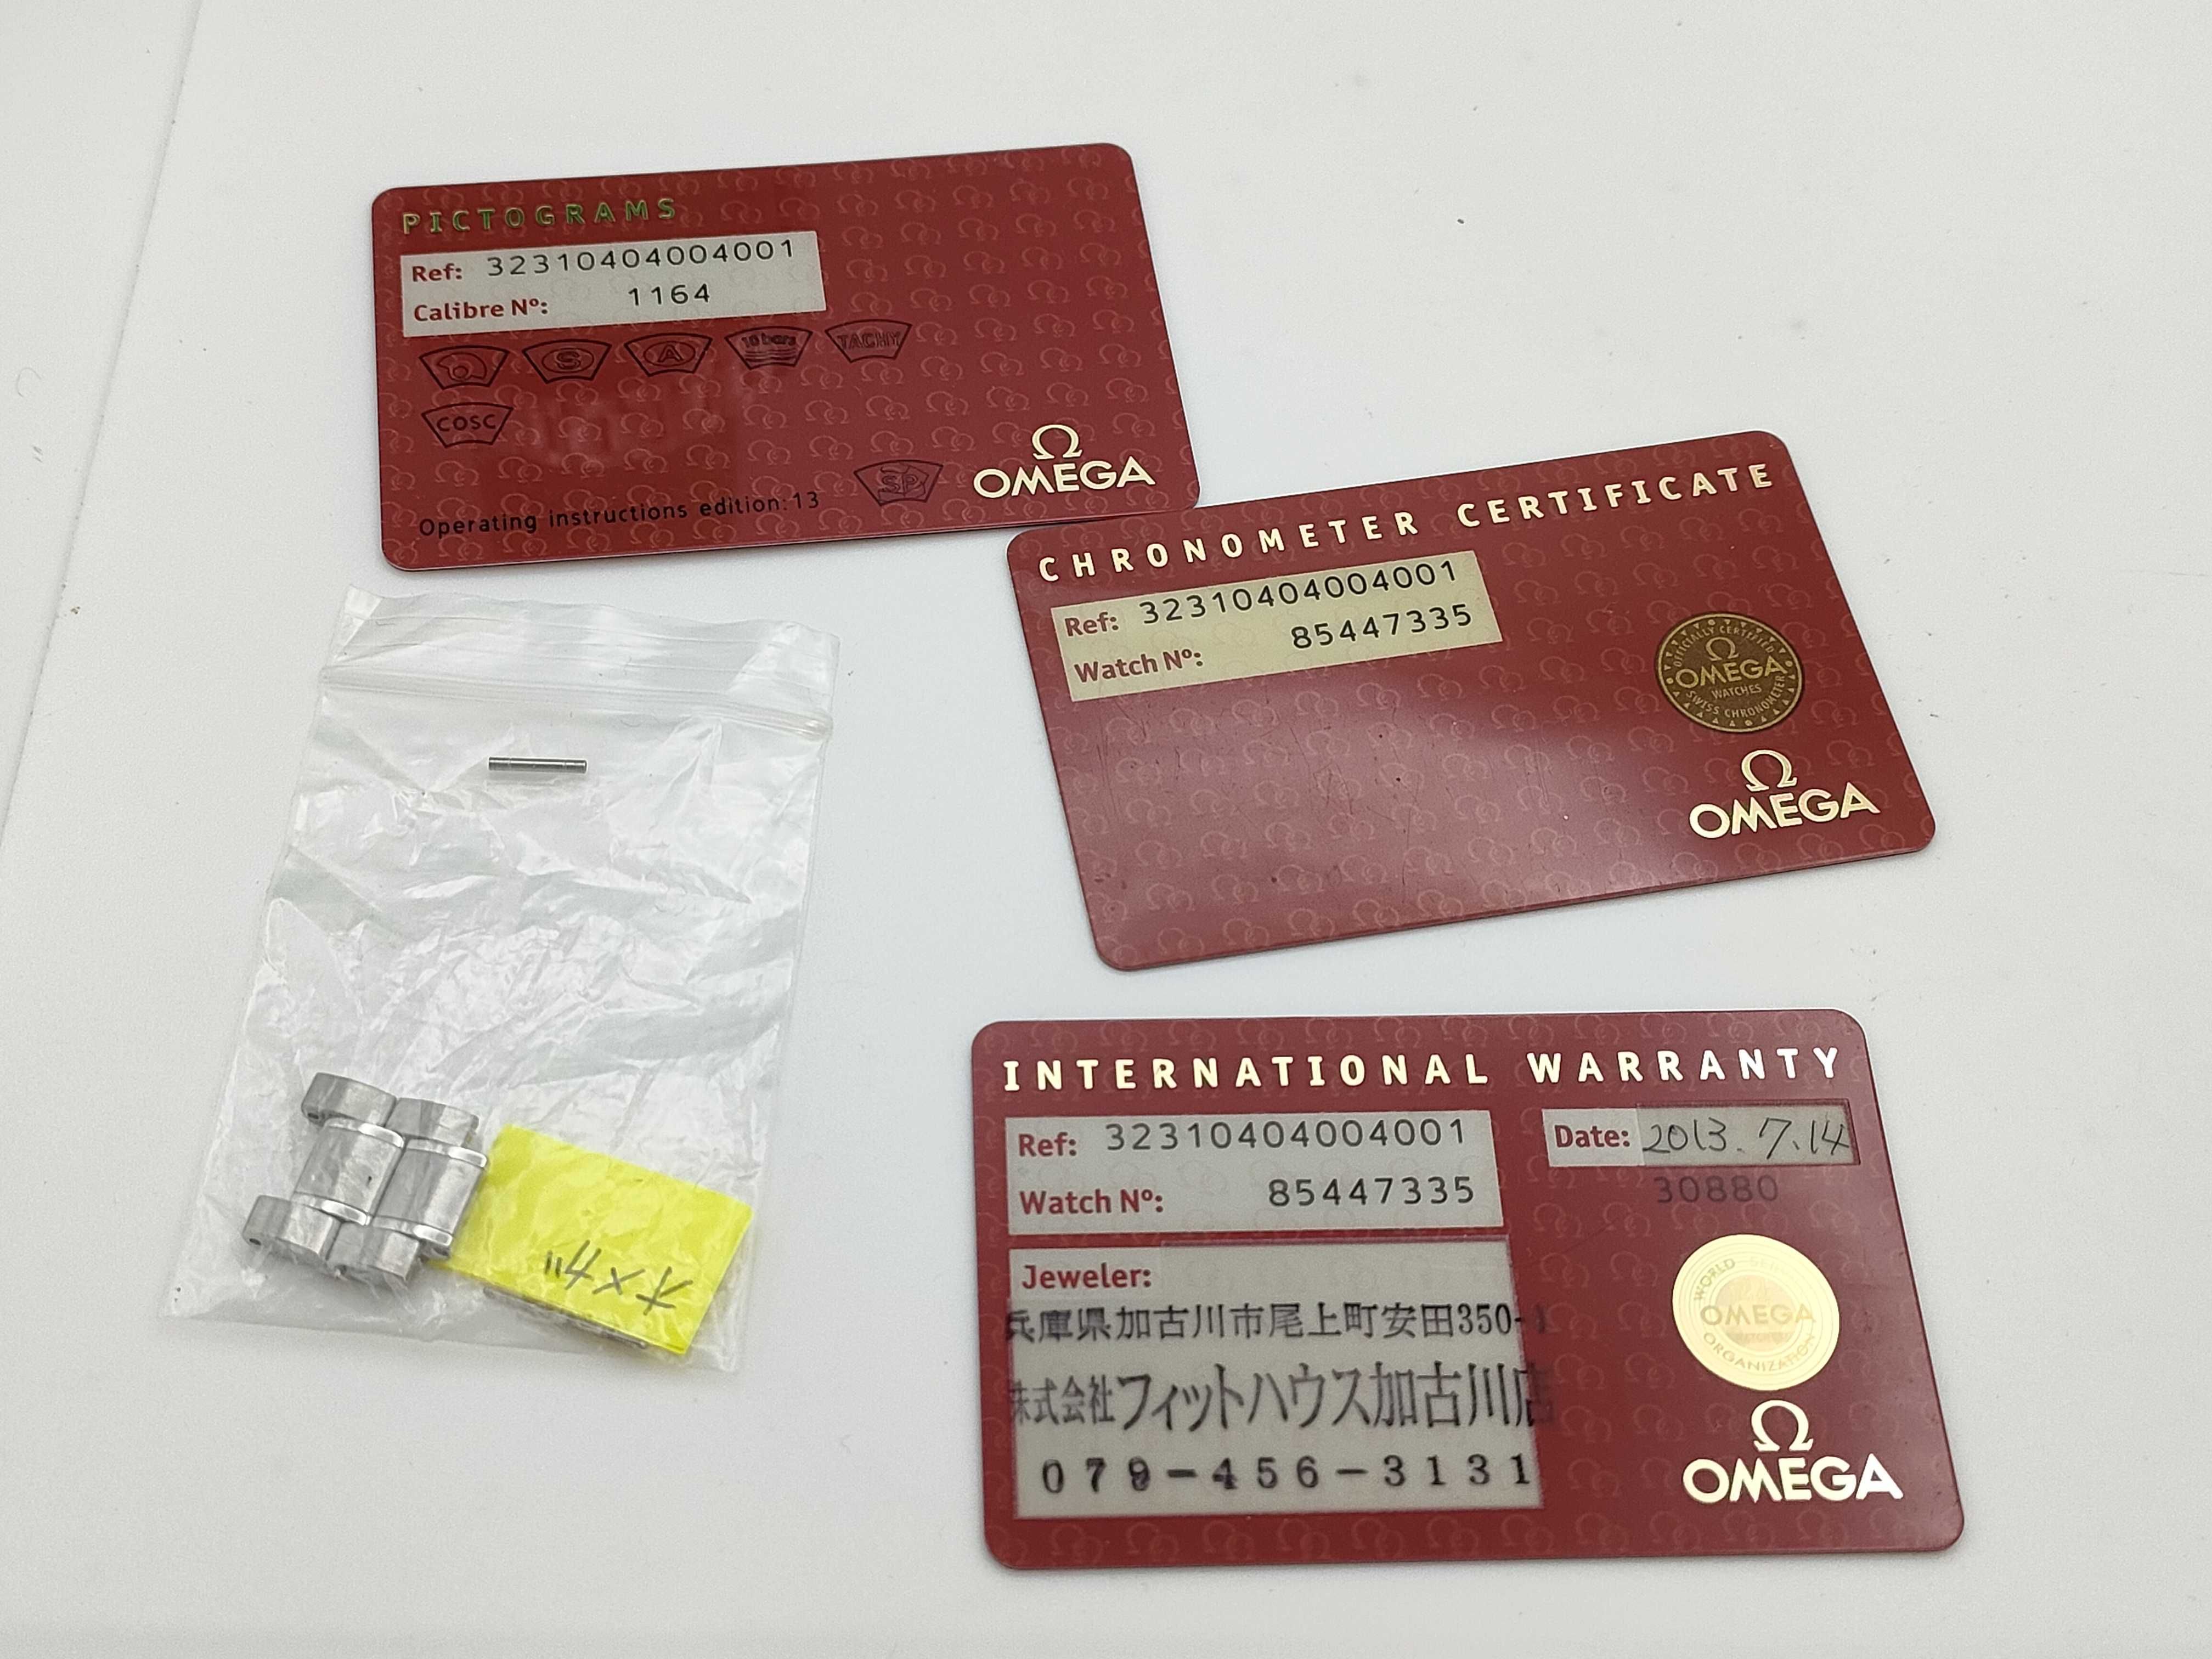 PICTOGRAMS
Ref: 32310404004001
Calibre Nº: 1164
S A 10 bars TACHY
COSC
SP
Operating instructions edition:13
Ω
OMEGA
CHRONOMETER CERTIFICATE
Ref: 32310404004001
Watch Nº: 85447335
OFFICIALLY CERTIFIED
Ω
OMEGA
WATCHES
SWISS CHRONOMETER
Ω
OMEGA
INTERNATIONAL WARRANTY
Ref: 32310404004001
Date: 2013.7.14
Watch Nº: 85447335
30880
Jeweler:
兵庫県加古川市尾上町安田350-1
株式会社フィットハウス加古川店
079-456-3131
WORLD
OMEGA
ORGANIZATION
Ω
OMEGA